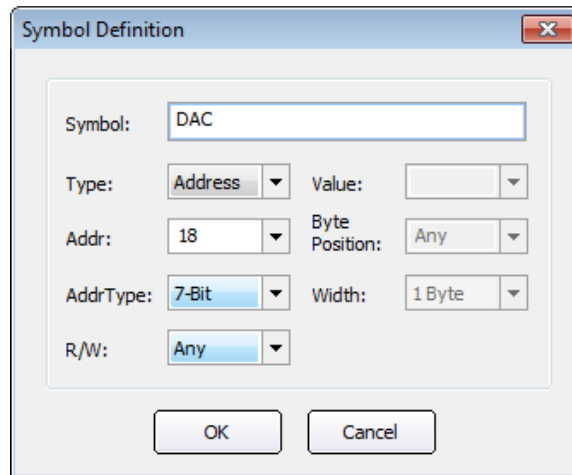 Symbol Definition
Symbol: DAC
Type: Address Value:
Addr: 18 Byte Position: Any
AddrType: 7-Bit Width: 1 Byte
R/W: Any
OK Cancel